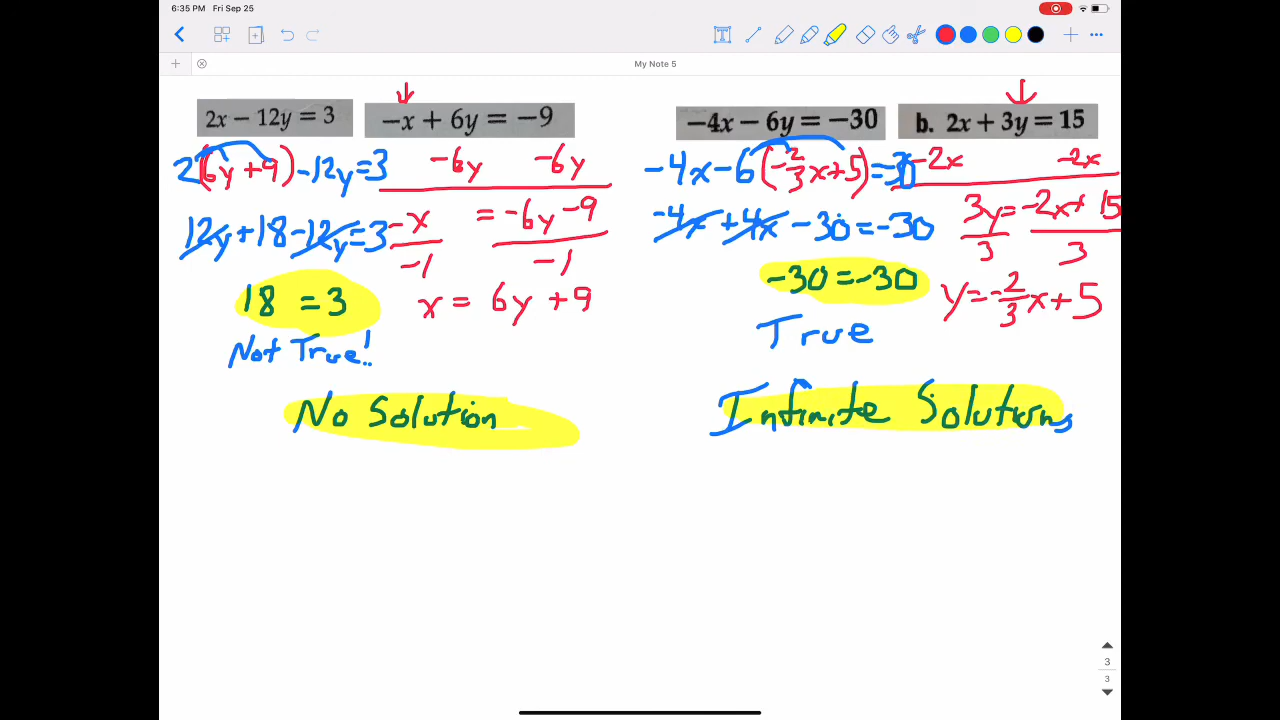 6:35 PM Fri Sep 25
My Note 5
2x − 12y = 3
−x + 6y = −9
2(6y + 9) − 12y = 3
−6y −6y
12y + 18 − 12y = 3
−x = −6y − 9
−1 −1
18 = 3
x = 6y + 9
Not True!..
No Solution
−4x − 6y = −30
b. 2x + 3y = 15
−4x − 6(−2/3x + 5) = −30
−2x −2x
−4x + 4x − 30 = −30
3y = −2x + 15
3 3
−30 = −30
y = −2/3x + 5
True
Infinite Solutions
3
3